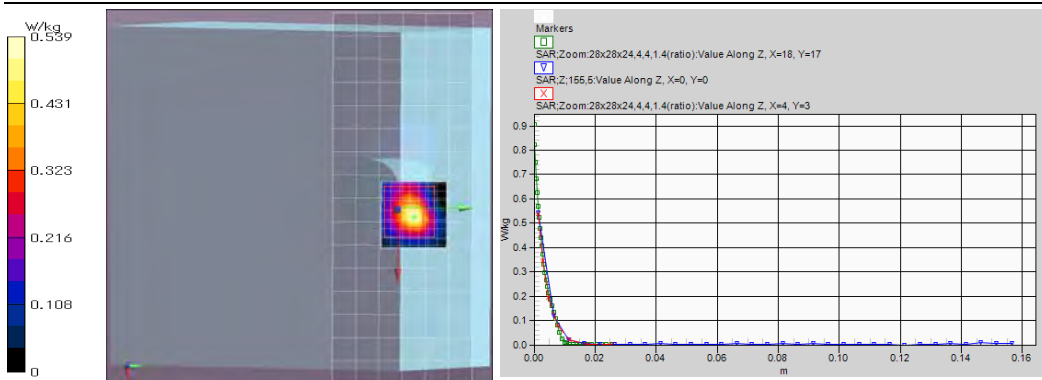 W/kg
0.539
0.431
0.323
0.216
0.108
0
Markers
SAR;Zoom:28x28x24,4,4,1.4(ratio):Value Along Z, X=18, Y=17
SAR;Z;155,5:Value Along Z, X=0, Y=0
SAR;Zoom:28x28x24,4,4,1.4(ratio):Value Along Z, X=4, Y=3
W/kg
0.9
0.8
0.7
0.6
0.5
0.4
0.3
0.2
0.1
0.0
0.00 0.02 0.04 0.06 0.08 0.10 0.12 0.14 0.16
m